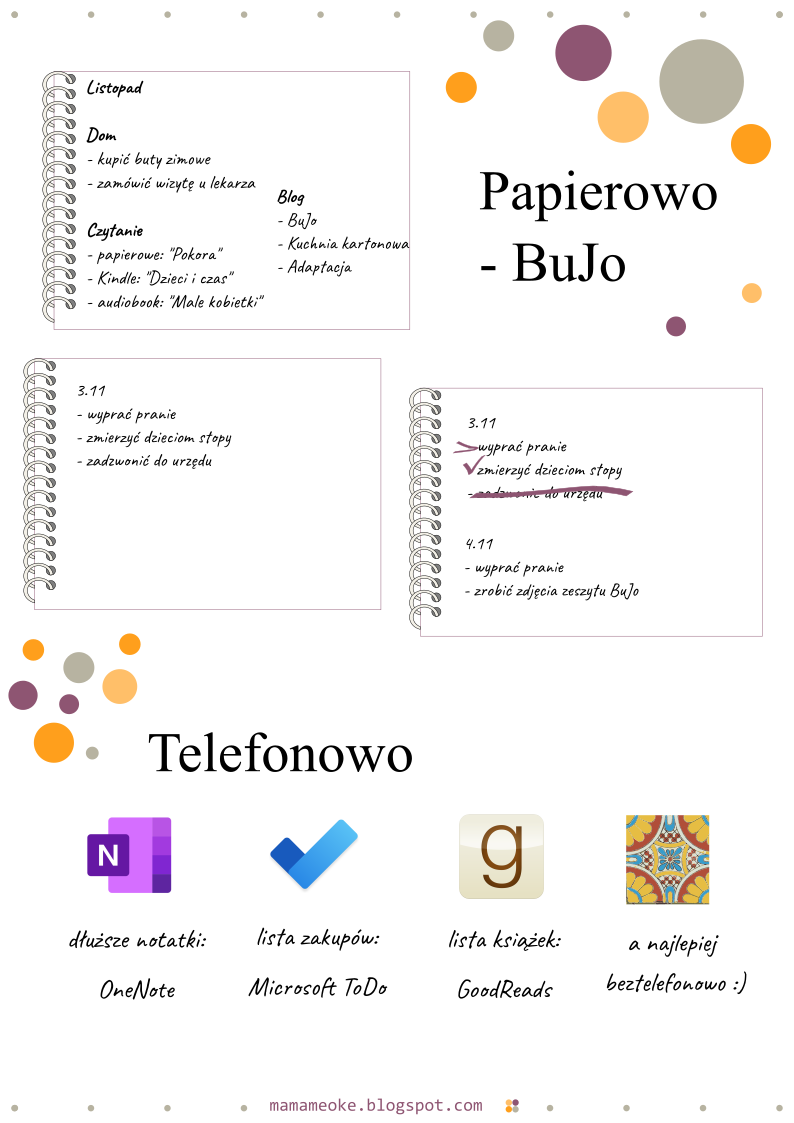 Listopad
Dom
- kupić buty zimowe
- zamówić wizytę u lekarza
Czytanie
- papierowe: "Pokora"
- Kindle: "Dzieci i czas"
- audiobook: "Małe kobietki"
Blog
- BuJo
- Kuchnia kartonowa
- Adaptacja
Papierowo
- BuJo
3.11
- wyprać pranie
- zmierzyć dzieciom stopy
- zadzwonić do urzędu
3.11
wyprać pranie
zmierzyć dzieciom stopy
- zadzwonić do urzędu
4.11
- wyprać pranie
- zrobić zdjęcia zeszytu BuJo
Telefonowo
N
g
dłuższe notatki:
OneNote
lista zakupów:
Microsoft ToDo
lista książek:
GoodReads
a najlepiej
beztelefonowo :)
mamameoke.blogspot.com